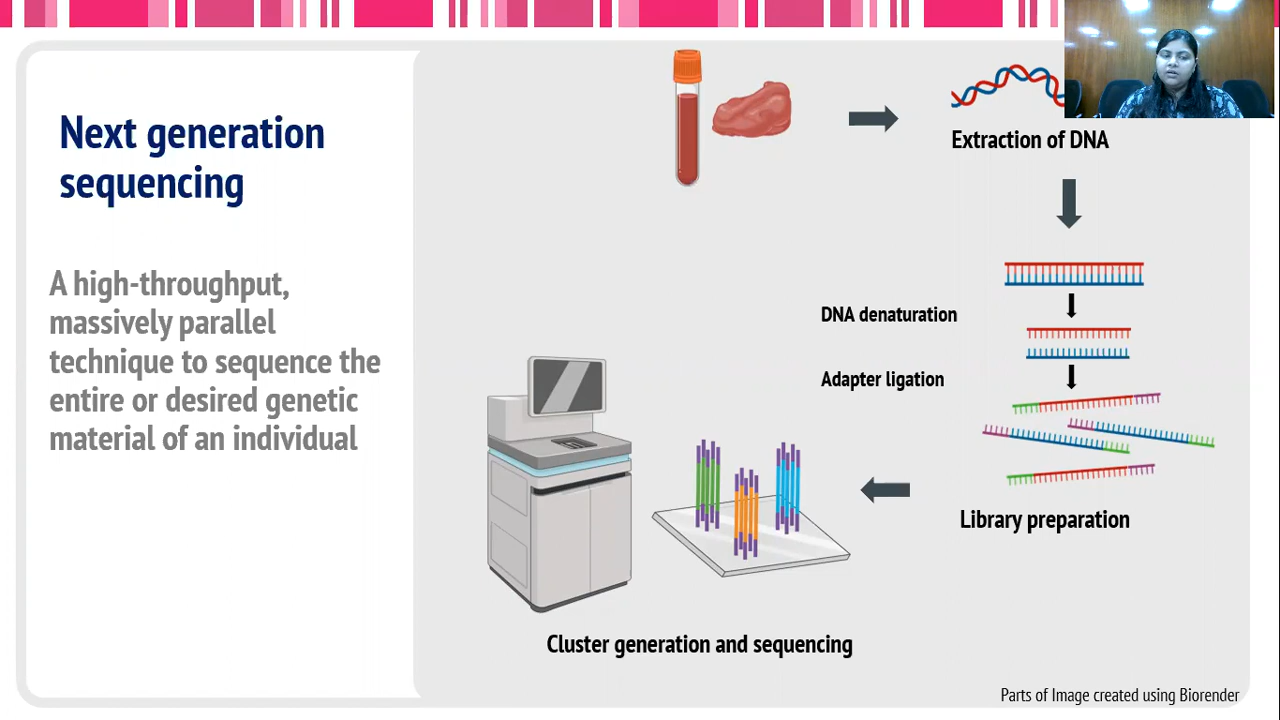 Next generation
sequencing
A high-throughput,
massively parallel
technique to sequence the
entire or desired genetic
material of an individual
Extraction of DNA
DNA denaturation
Adapter ligation
Library preparation
Cluster generation and sequencing
Parts of Image created using Biorender